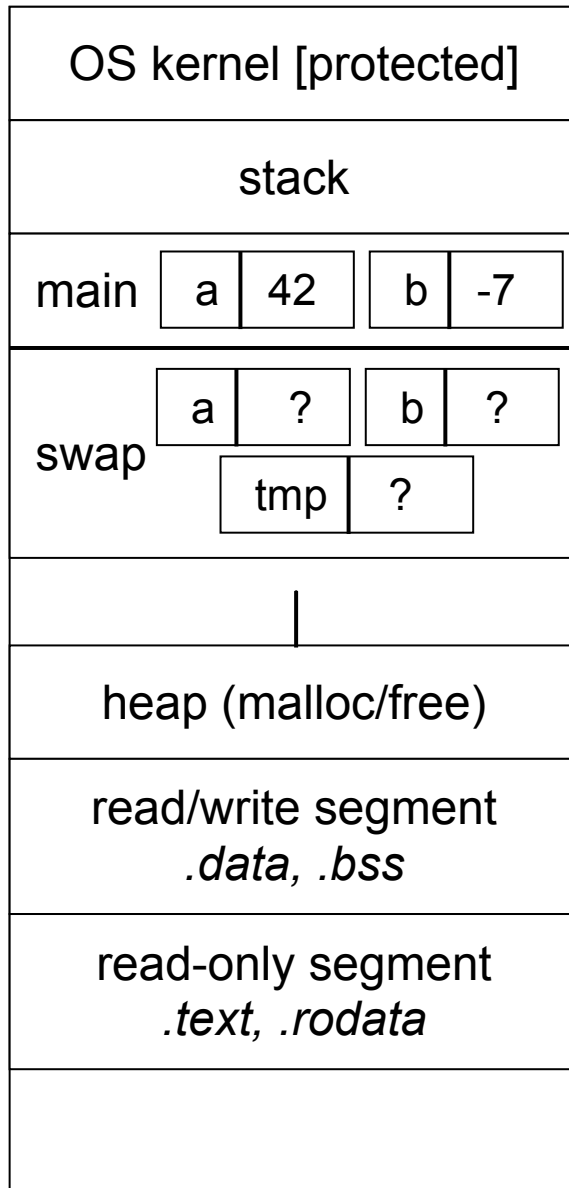 OS kernel [protected]
stack
main a 42 b -7
a ? b ?
swap
tmp ?
heap (malloc/free)
read/write segment
.data, .bss
read-only segment
.text, .rodata